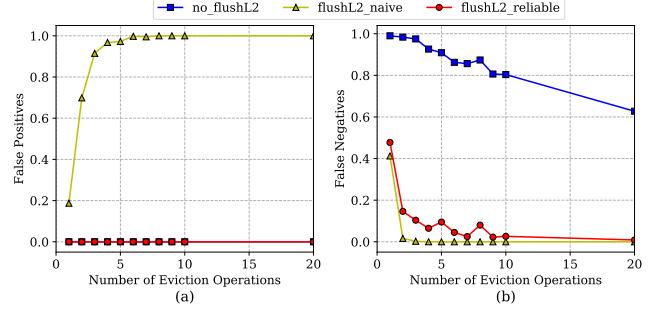 no_flushL2 flushL2_naive flushL2_reliable
False Positives
1.0
0.8
0.6
0.4
0.2
0.0
0 5 10 15 20
Number of Eviction Operations
(a)
False Negatives
1.0
0.8
0.6
0.4
0.2
0.0
0 5 10 15 20
Number of Eviction Operations
(b)